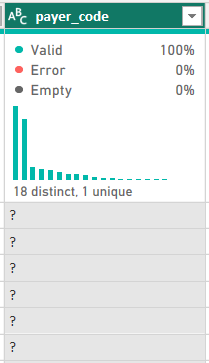 ABC payer_code
Valid 100%
Error 0%
Empty 0%
18 distinct, 1 unique
?
?
?
?
?
?